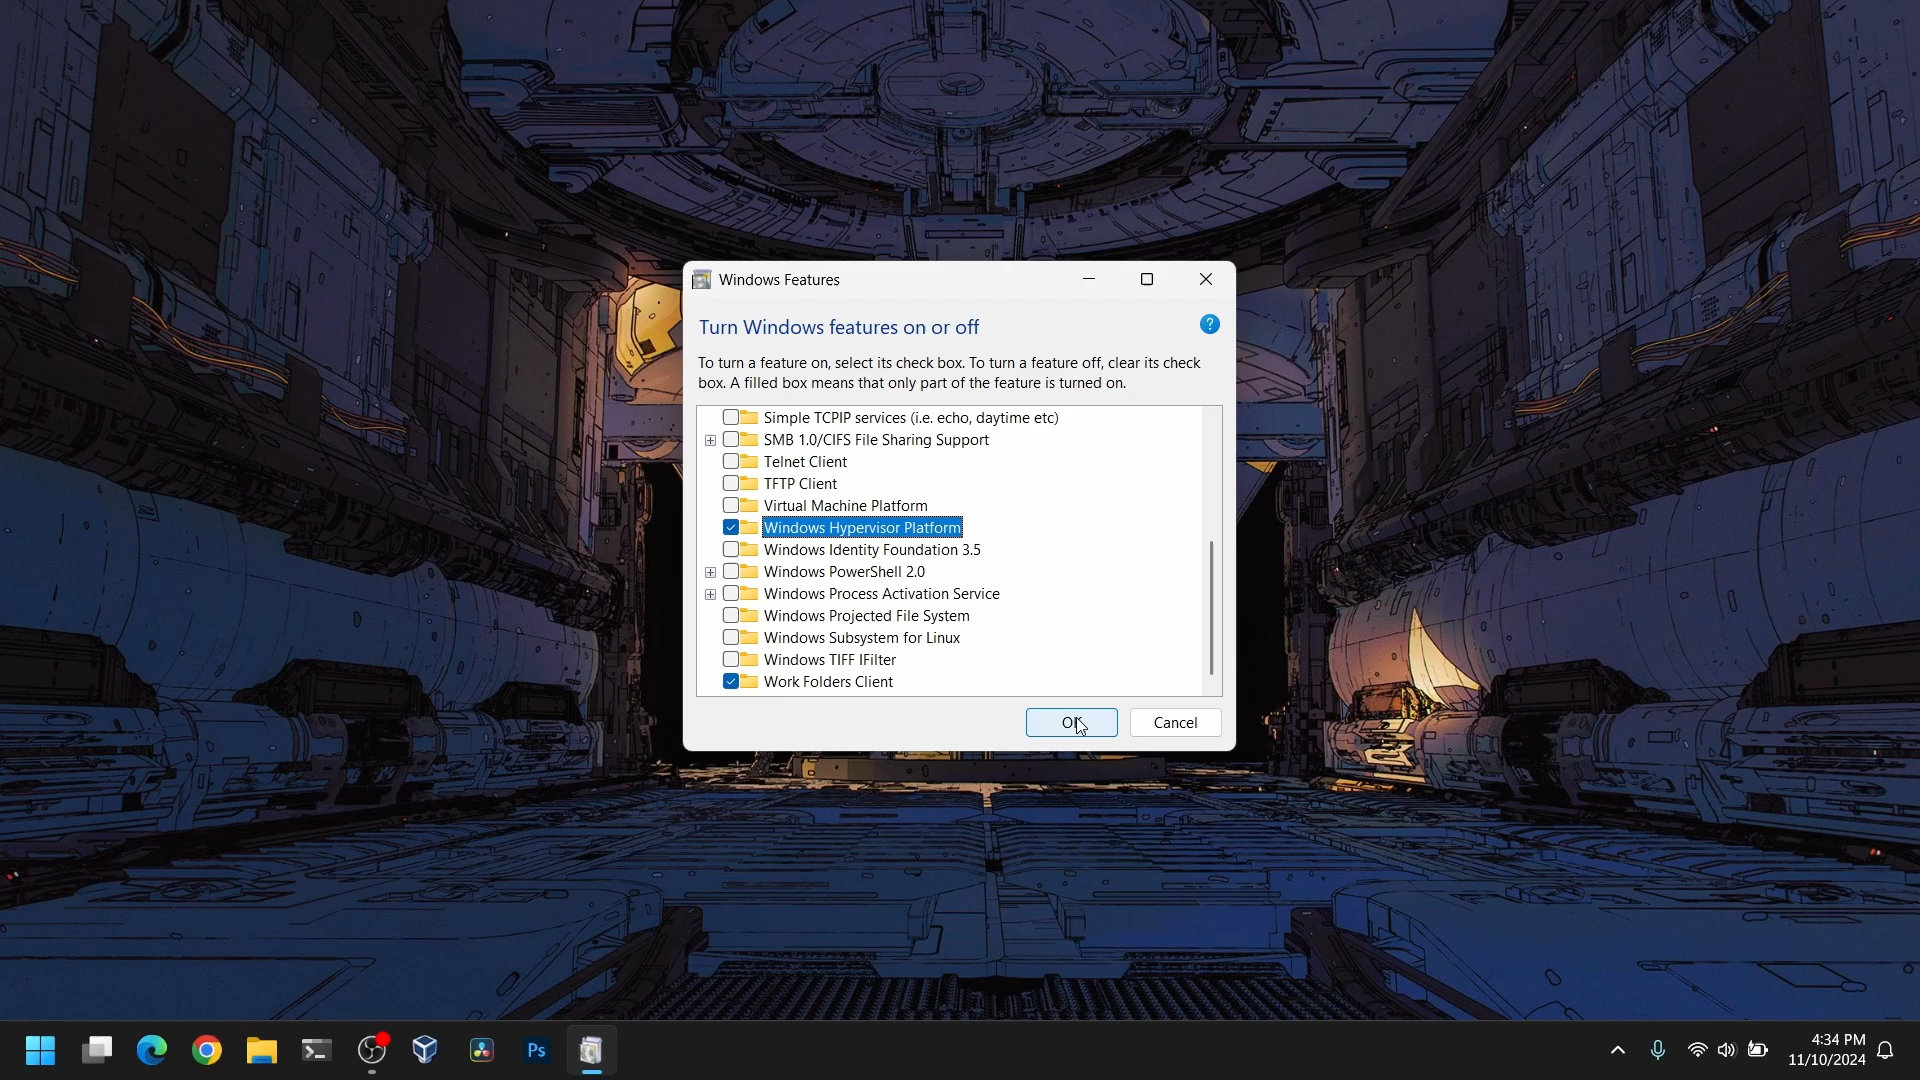 Windows Features
Turn Windows features on or off
?
To turn a feature on, select its check box. To turn a feature off, clear its check
box. A filled box means that only part of the feature is turned on.
Simple TCPIP services (i.e. echo, daytime etc)
SMB 1.0/CIFS File Sharing Support
Telnet Client
TFTP Client
Virtual Machine Platform
Windows Hypervisor Platform
Windows Identity Foundation 3.5
Windows PowerShell 2.0
Windows Process Activation Service
Windows Projected File System
Windows Subsystem for Linux
Windows TIFF IFilter
Work Folders Client
OK
Cancel
Ps
4:34 PM
11/10/2024